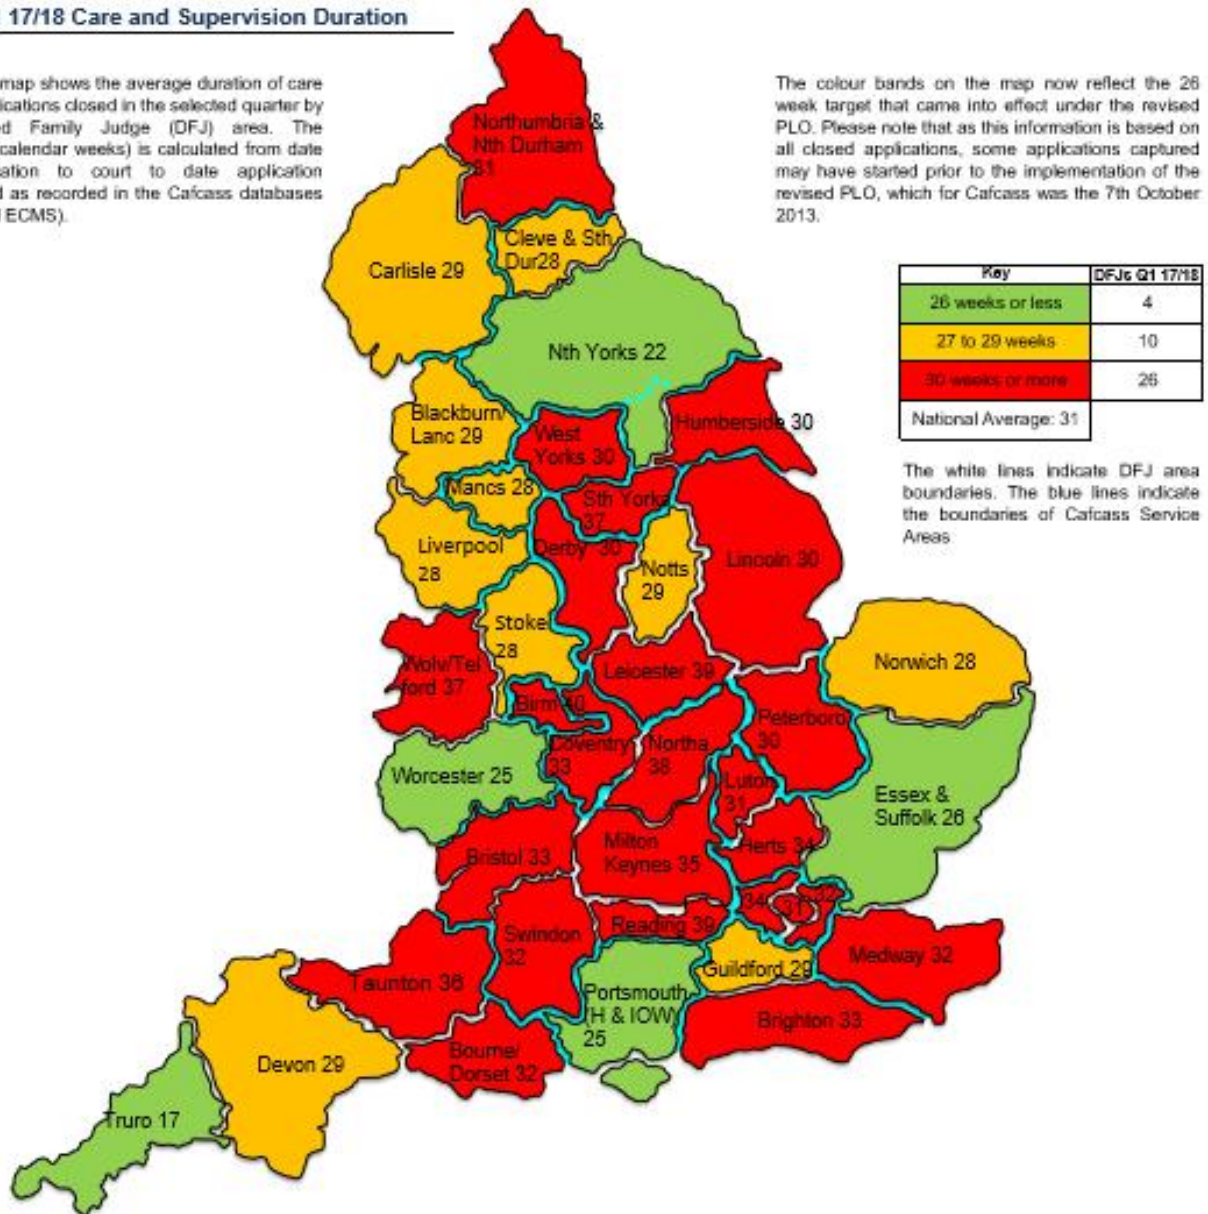 17/18 Care and Supervision Duration
map shows the average duration of care
ications closed in the selected quarter by
d Family Judge (DFJ) area. The
calendar weeks) is calculated from date
ation to court to date application
d as recorded in the Cafcass databases
ECMS).
The colour bands on the map now reflect the 26
week target that came into effect under the revised
PLO. Please note that as this information is based on
all closed applications, some applications captured
may have started prior to the implementation of the
revised PLO, which for Cafcass was the 7th October
2013.
Key DFJs Q1 17/18
26 weeks or less 4
27 to 29 weeks 10
30 weeks or more 26
National Average: 31
The white lines indicate DFJ area
boundaries. The blue lines indicate
the boundaries of Cafcass Service
Areas
Northumbria &
Nth Durham
31
Cleve & Sth
Dur28
Carlisle 29
Nth Yorks 22
Blackburn/
Lanc 29
West
Yorks 30
Humberside 30
Mancs 28
Sth Yorks
37
Liverpool
28
Derby 30
Notts
29
Lincoln 30
Stoke
28
Wolv/Tel
ford 37
Leicester 39
Norwich 28
Birm 40
Coventry
33
Northa
38
Peterboro
30
Worcester 25
Luton
31
Essex &
Suffolk 26
Bristol 33
Milton
Keynes 35
Herts 34
34
31
32
Reading 39
Swindon
32
Taunton 36
Guildford 29
Medway 32
Portsmouth
(H & IOW)
25
Brighton 33
Bourne/
Dorset 32
Devon 29
Truro 17